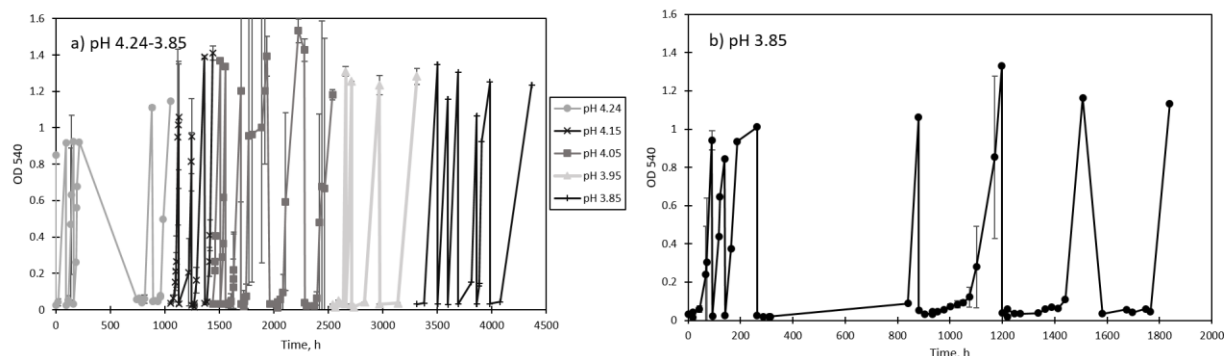 a) pH 4.24-3.85
1.6
1.4
1.2
1
0.8
0.6
0.4
0.2
0
OD 540
0 500 1000 1500 2000 2500 3000 3500 4000 4500
Time, h
pH 4.24
pH 4.15
pH 4.05
pH 3.95
pH 3.85
b) pH 3.85
1.6
1.4
1.2
1.0
0.8
0.6
0.4
0.2
0.0
OD 540
0 200 400 600 800 1000 1200 1400 1600 1800 2000
Time, h